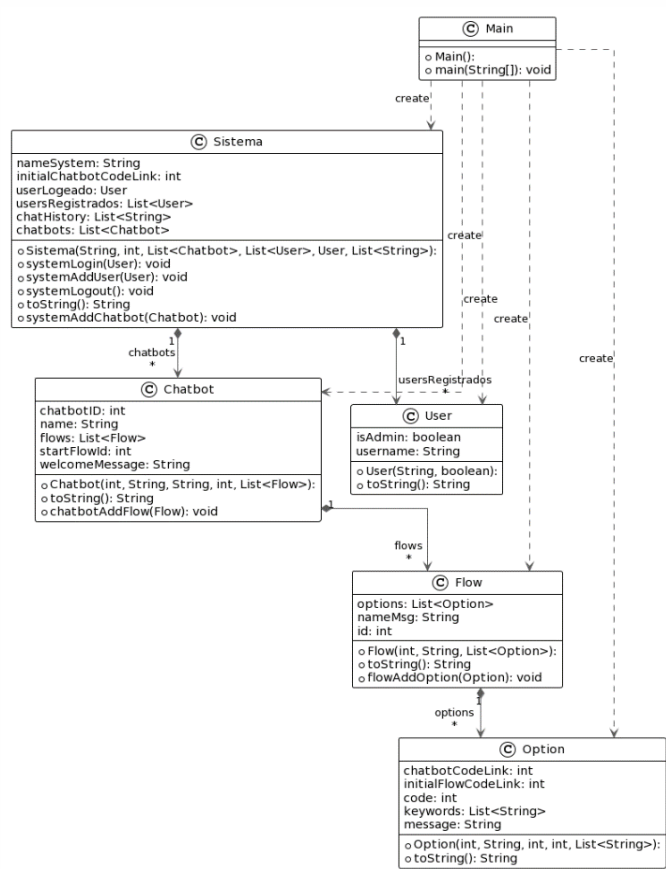 C Main
Main():
main(String[]): void
create
C Sistema
nameSystem: String
initialChatbotCodeLink: int
userLogeado: User
usersRegistrados: List<User>
chatHistory: List<String>
chatbots: List<Chatbot>
Sistema(String, int, List<Chatbot>, List<User>, User, List<String>):
systemLogin(User): void
systemAddUser(User): void
systemLogout(): void
toString(): String
systemAddChatbot(Chatbot): void
create
create
create
create
1
chatbots
*
1
usersRegistrados
*
C Chatbot
chatbotID: int
name: String
flows: List<Flow>
startFlowId: int
welcomeMessage: String
Chatbot(int, String, String, int, List<Flow>):
toString(): String
chatbotAddFlow(Flow): void
C User
isAdmin: boolean
username: String
User(String, boolean):
toString(): String
1
flows
*
C Flow
options: List<Option>
nameMsg: String
id: int
Flow(int, String, List<Option>):
toString(): String
flowAddOption(Option): void
1
options
*
C Option
chatbotCodeLink: int
initialFlowCodeLink: int
code: int
keywords: List<String>
message: String
Option(int, String, int, int, List<String>):
toString(): String